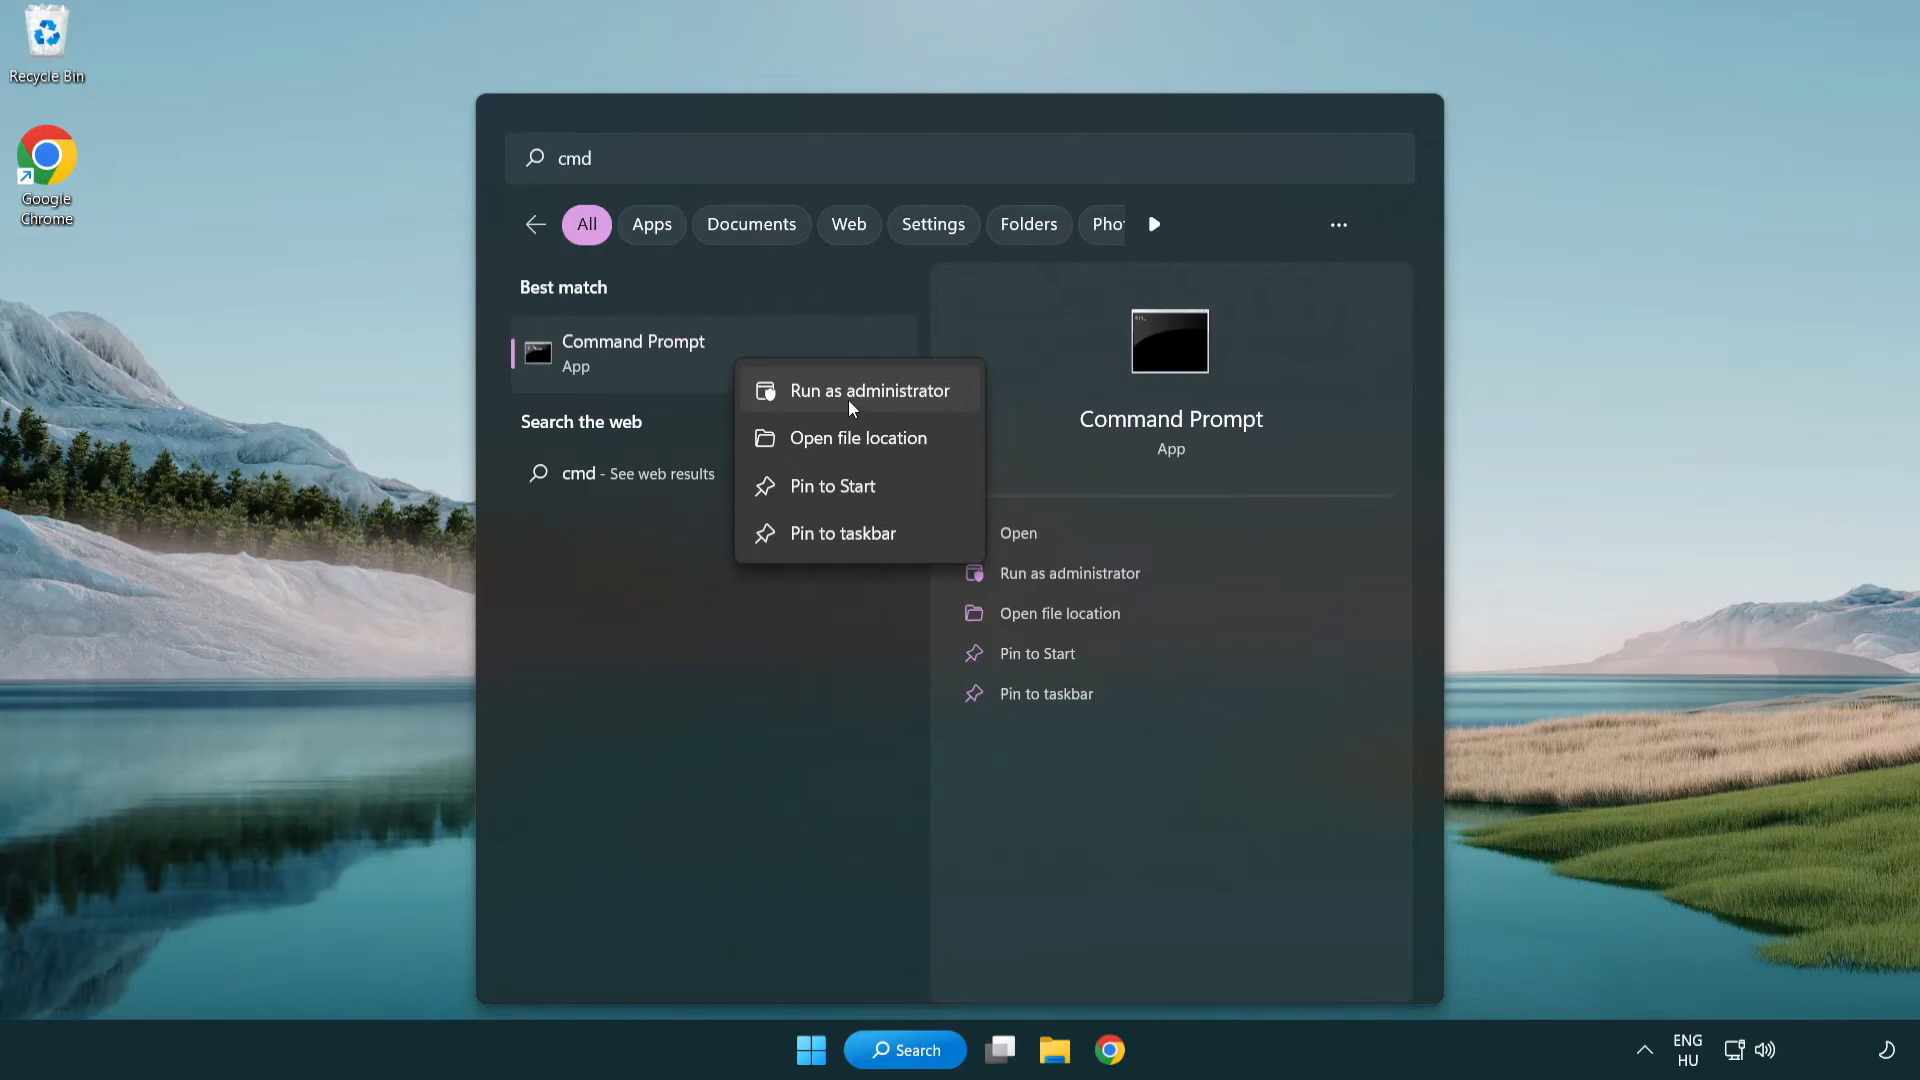 Recycle Bin
Google
Chrome
cmd
All
Apps
Documents
Web
Settings
Folders
Best match
Command Prompt
App
Search the web
cmd - See web results
Run as administrator
Open file location
Pin to Start
Pin to taskbar
Command Prompt
App
Open
Run as administrator
Open file location
Pin to Start
Pin to taskbar
Search
ENG
HU